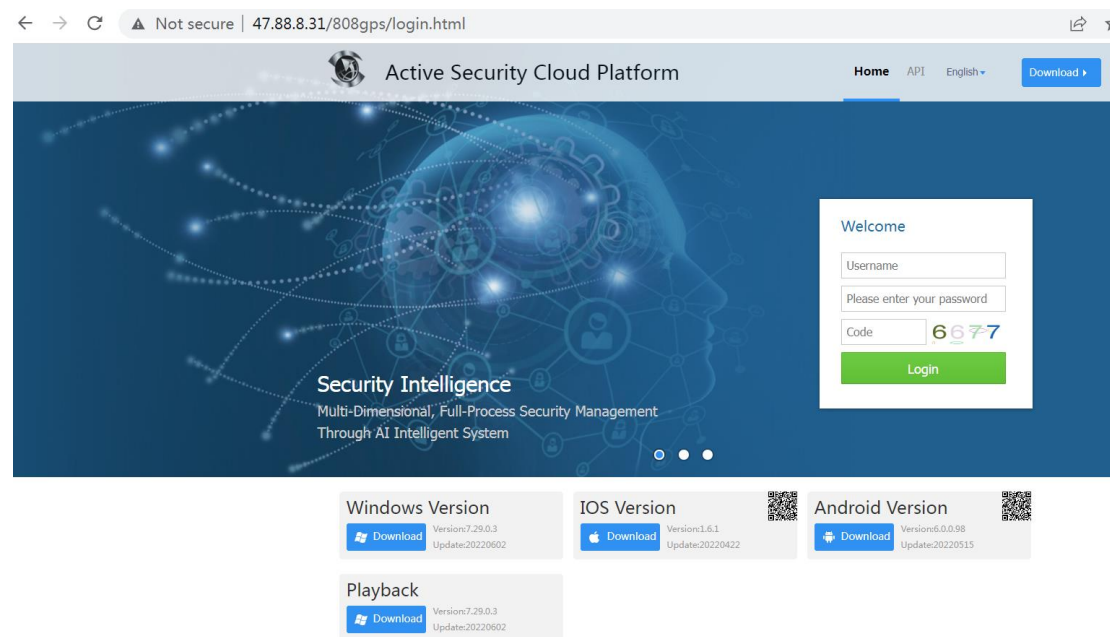 Not secure | 47.88.8.31/808gps/login.html
Active Security Cloud Platform
Home API English Download
Welcome
Username
Please enter your password
Code 6677
Login
Security Intelligence
Multi-Dimensional, Full-Process Security Management
Through AI Intelligent System
Windows Version
Download
Version:7.29.0.3
Update:20220602
IOS Version
Download
Version:1.6.1
Update:20220422
Android Version
Download
Version:6.0.0.98
Update:20220515
Playback
Download
Version:7.29.0.3
Update:20220602